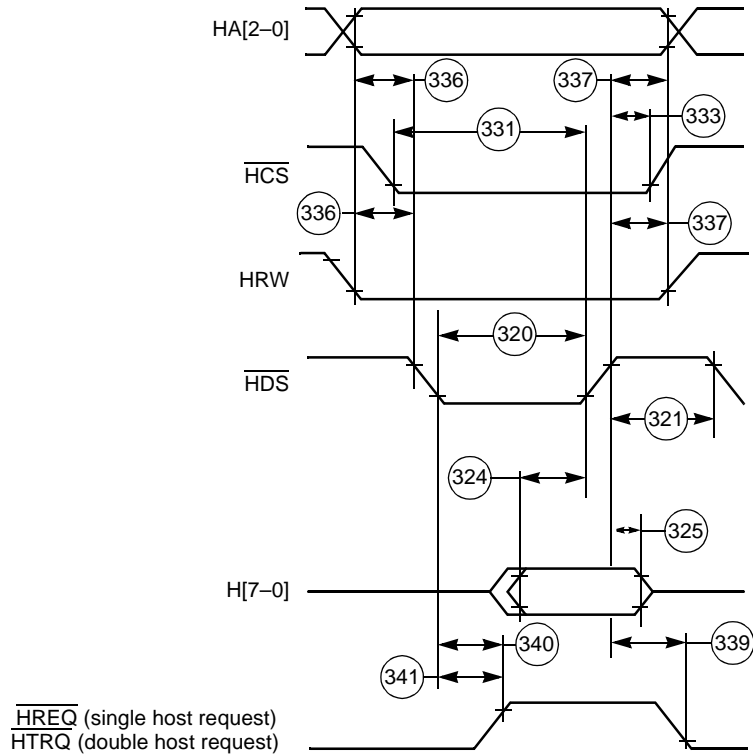 HA[2–0]
336
337
333
331
HCS
336
337
HRW
320
HDS
321
324
325
H[7–0]
340
339
341
HREQ (single host request)
HTRQ (double host request)